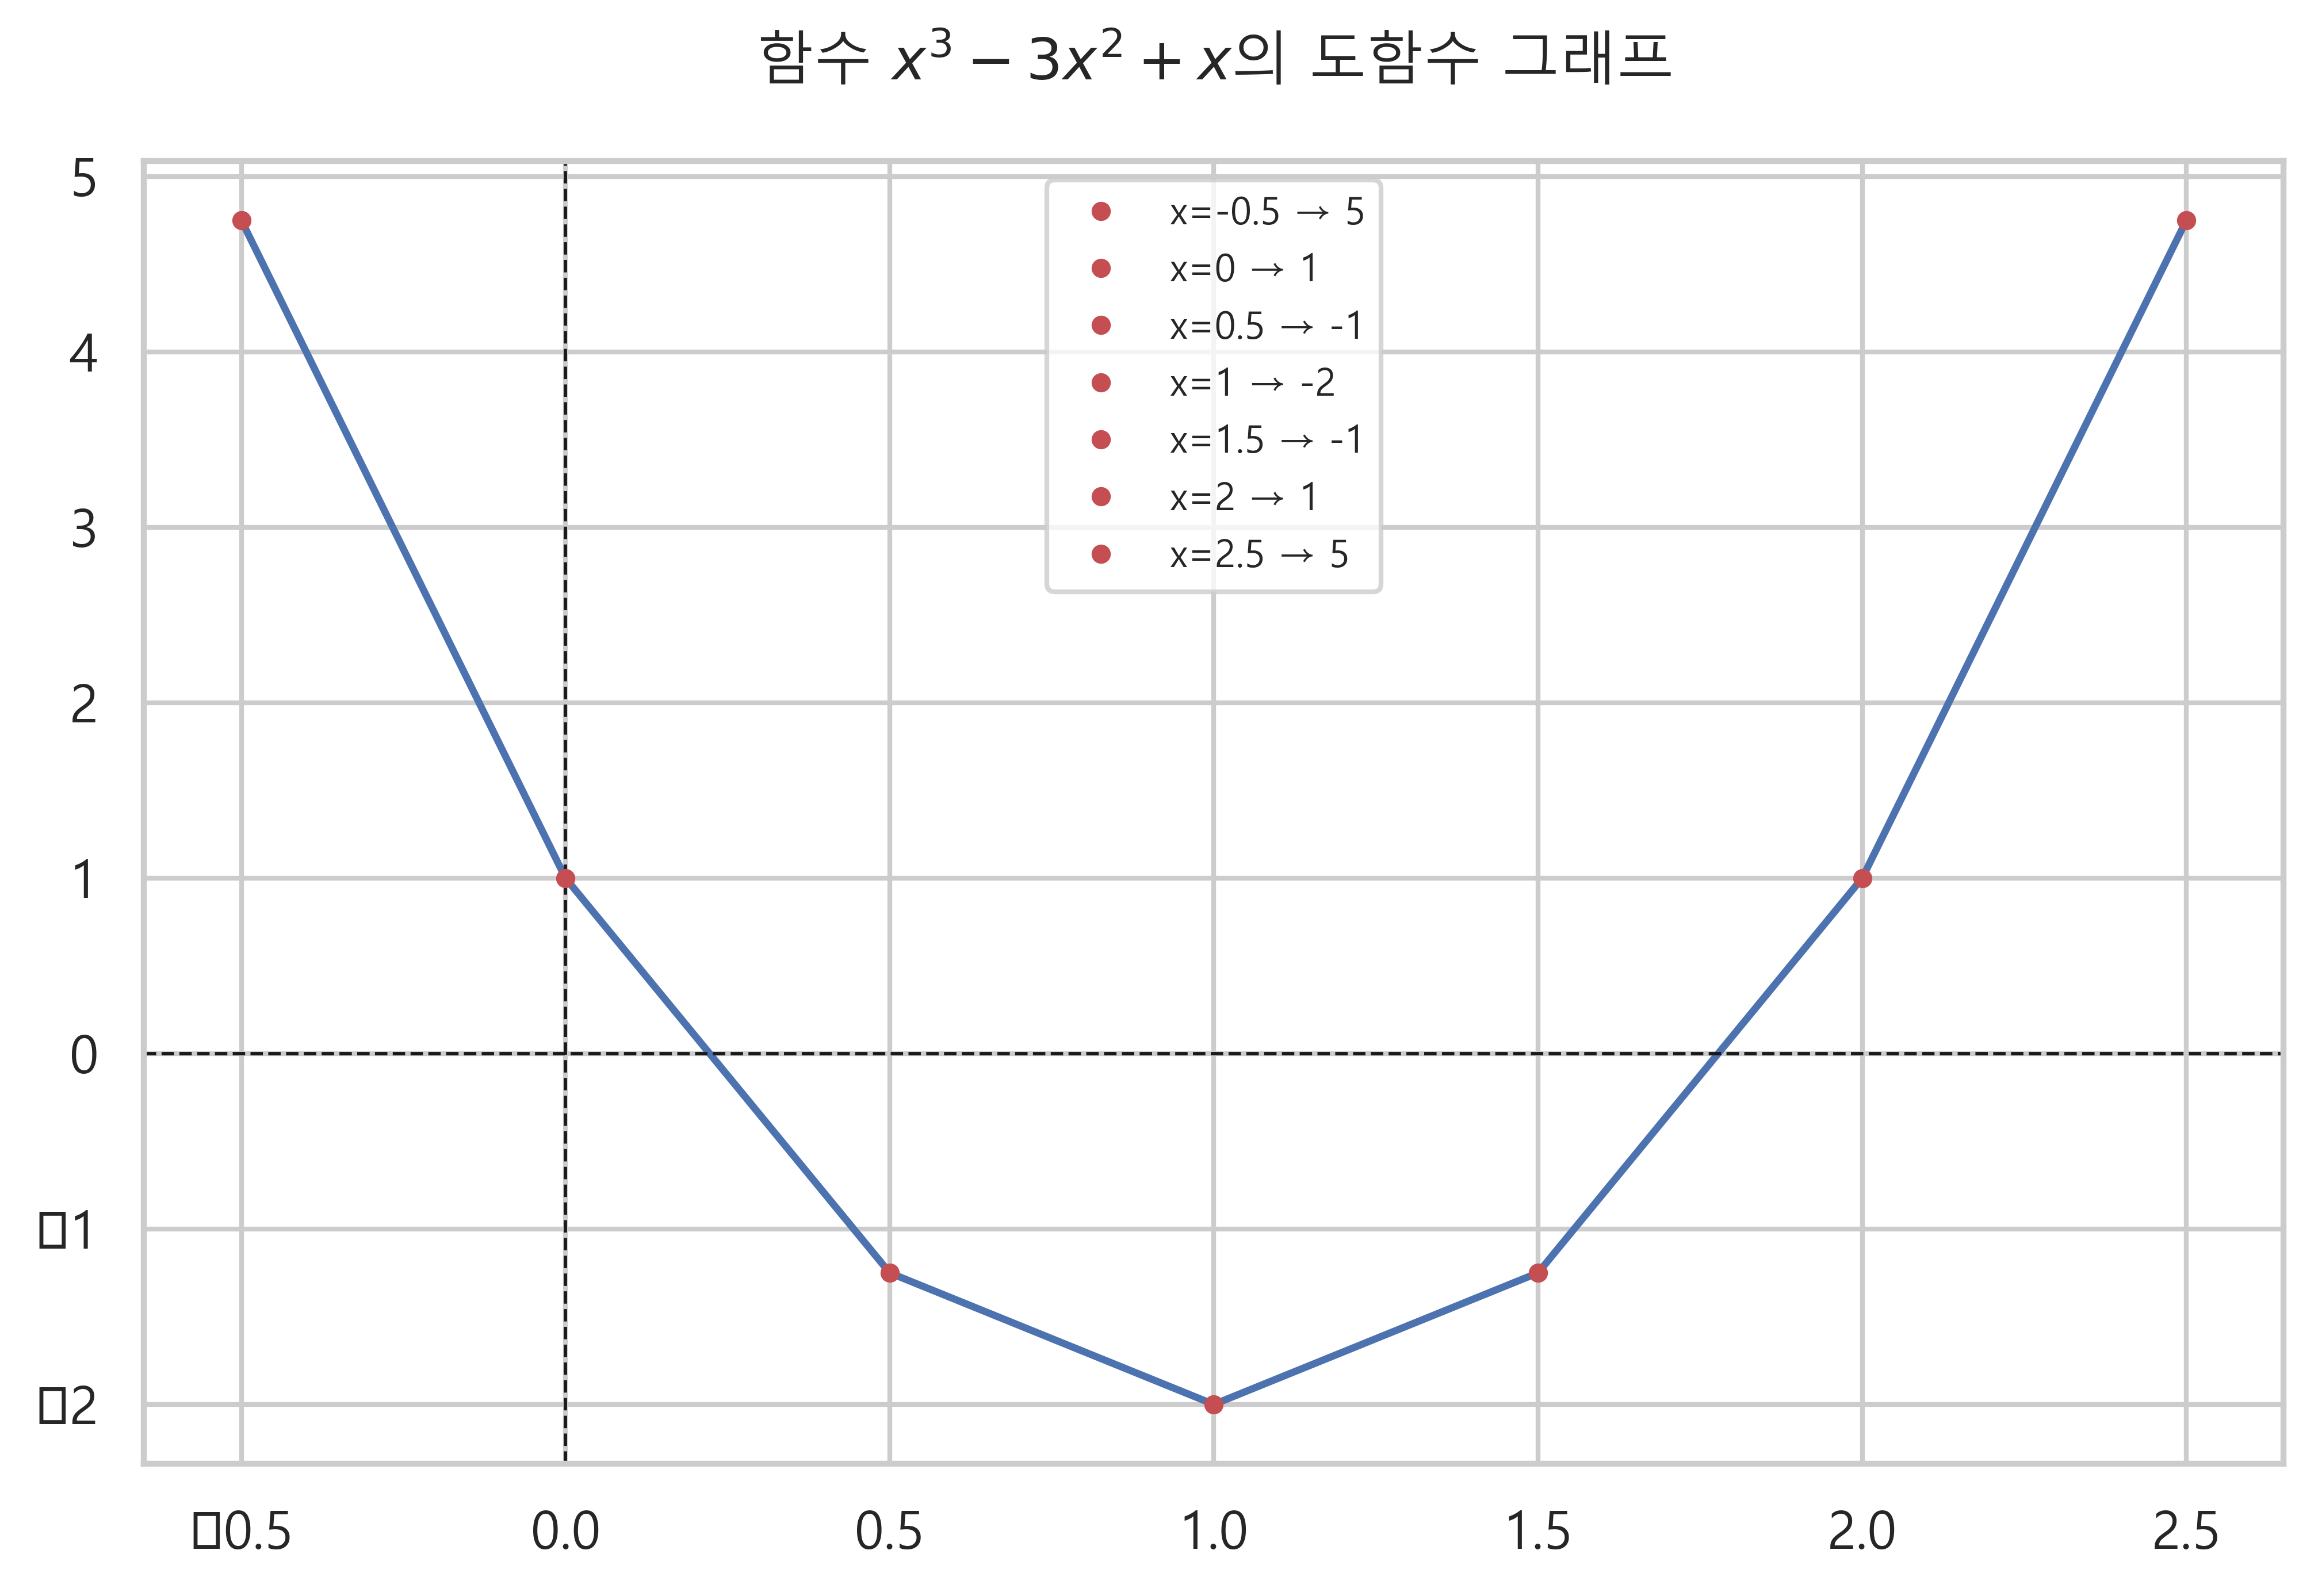 함수 x³ − 3x² + x의 도함수 그래프
5
4
3
2
1
0
▯1
▯2
x=-0.5 → 5
x=0 → 1
x=0.5 → -1
x=1 → -2
x=1.5 → -1
x=2 → 1
x=2.5 → 5
▯0.5 0.0 0.5 1.0 1.5 2.0 2.5